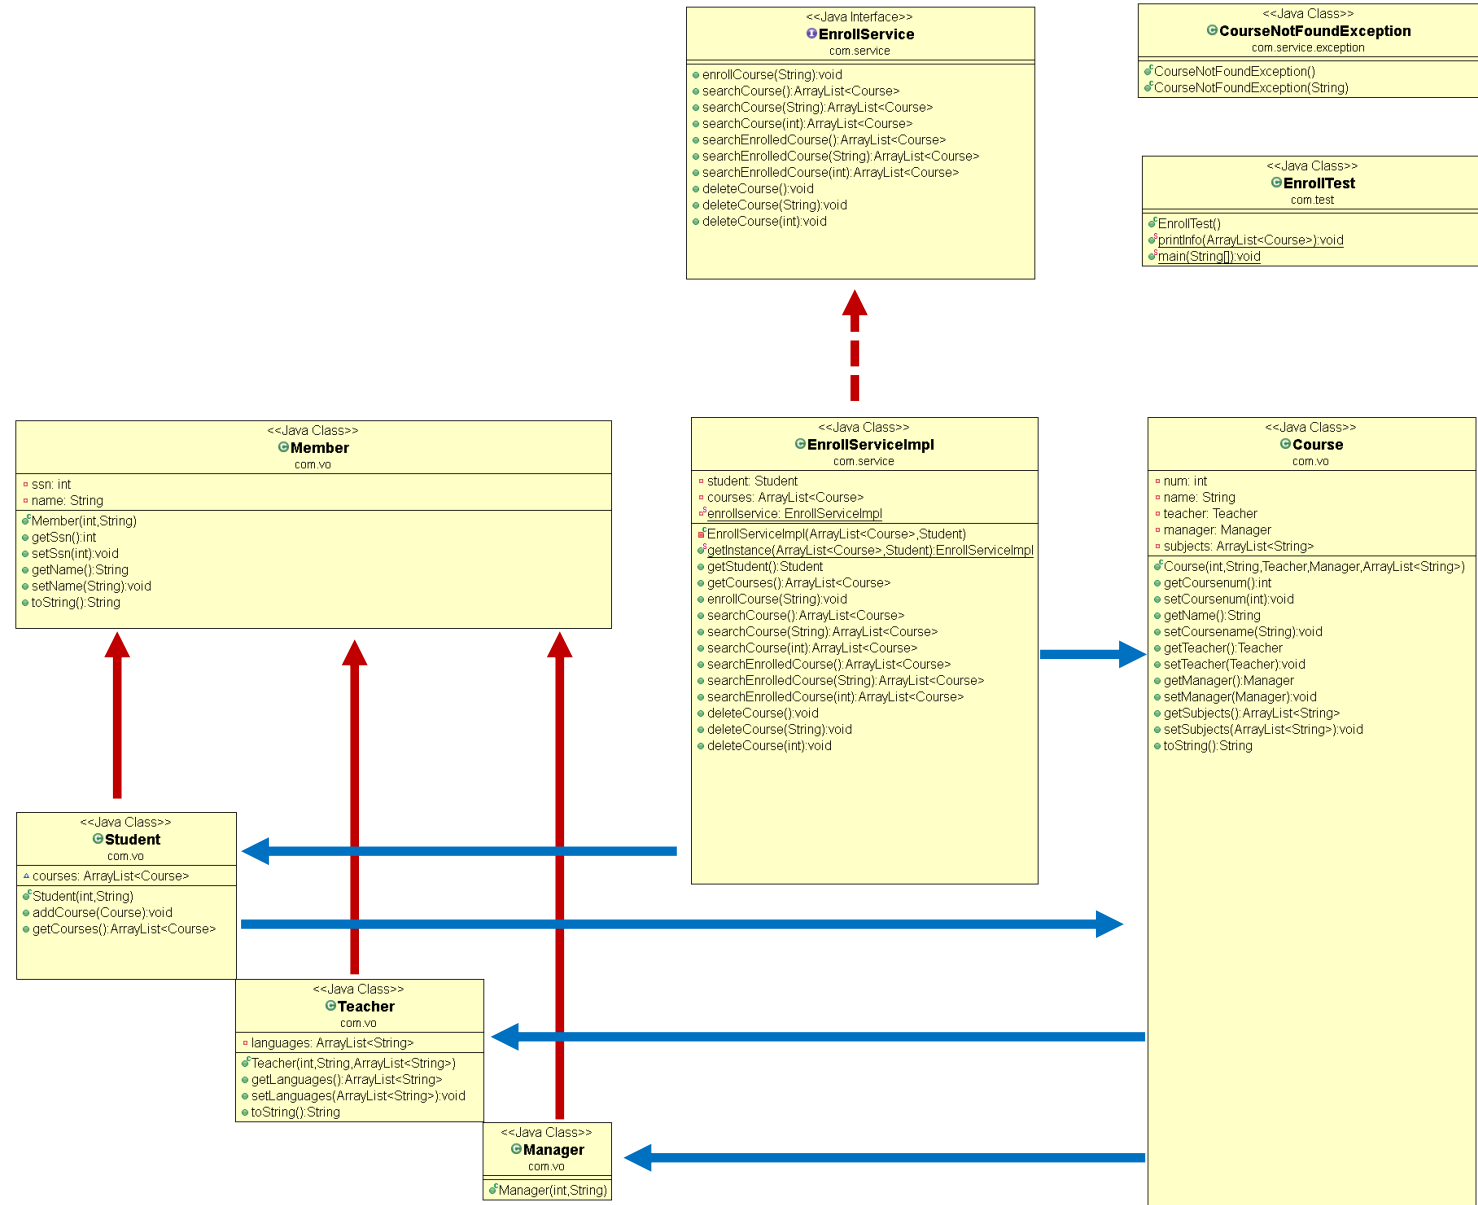 <<Java Interface>>
EnrollService
com.service
enrollCourse(String):void
searchCourse():ArrayList<Course>
searchCourse(String):ArrayList<Course>
searchCourse(int):ArrayList<Course>
searchEnrolledCourse():ArrayList<Course>
searchEnrolledCourse(String):ArrayList<Course>
searchEnrolledCourse(int):ArrayList<Course>
deleteCourse():void
deleteCourse(String):void
deleteCourse(int):void
<<Java Class>>
CourseNotFoundException
com.service.exception
CourseNotFoundException()
CourseNotFoundException(String)
<<Java Class>>
EnrollTest
com.test
EnrollTest()
printInfo(ArrayList<Course>):void
main(String[]):void
<<Java Class>>
Member
com.vo
ssn: int
name: String
Member(int,String)
getSsn():int
setSsn(int):void
getName():String
setName(String):void
toString():String
<<Java Class>>
EnrollServiceImpl
com.service
student: Student
courses: ArrayList<Course>
enrollservice: EnrollServiceImpl
EnrollServiceImpl(ArrayList<Course>,Student)
getInstance(ArrayList<Course>,Student):EnrollServiceImpl
getStudent():Student
getCourses():ArrayList<Course>
enrollCourse(String):void
searchCourse():ArrayList<Course>
searchCourse(String):ArrayList<Course>
searchCourse(int):ArrayList<Course>
searchEnrolledCourse():ArrayList<Course>
searchEnrolledCourse(String):ArrayList<Course>
searchEnrolledCourse(int):ArrayList<Course>
deleteCourse():void
deleteCourse(String):void
deleteCourse(int):void
<<Java Class>>
Course
com.vo
num: int
name: String
teacher: Teacher
manager: Manager
subjects: ArrayList<String>
Course(int,String,Teacher,Manager,ArrayList<String>)
getCoursenum():int
setCoursenum(int):void
getName():String
setCoursename(String):void
getTeacher():Teacher
setTeacher(Teacher):void
getManager():Manager
setManager(Manager):void
getSubjects():ArrayList<String>
setSubjects(ArrayList<String>):void
toString():String
<<Java Class>>
Student
com.vo
courses: ArrayList<Course>
Student(int,String)
addCourse(Course):void
getCourses():ArrayList<Course>
<<Java Class>>
Teacher
com.vo
languages: ArrayList<String>
Teacher(int,String,ArrayList<String>)
getLanguages():ArrayList<String>
setLanguages(ArrayList<String>):void
toString():String
<<Java Class>>
Manager
com.vo
Manager(int,String)